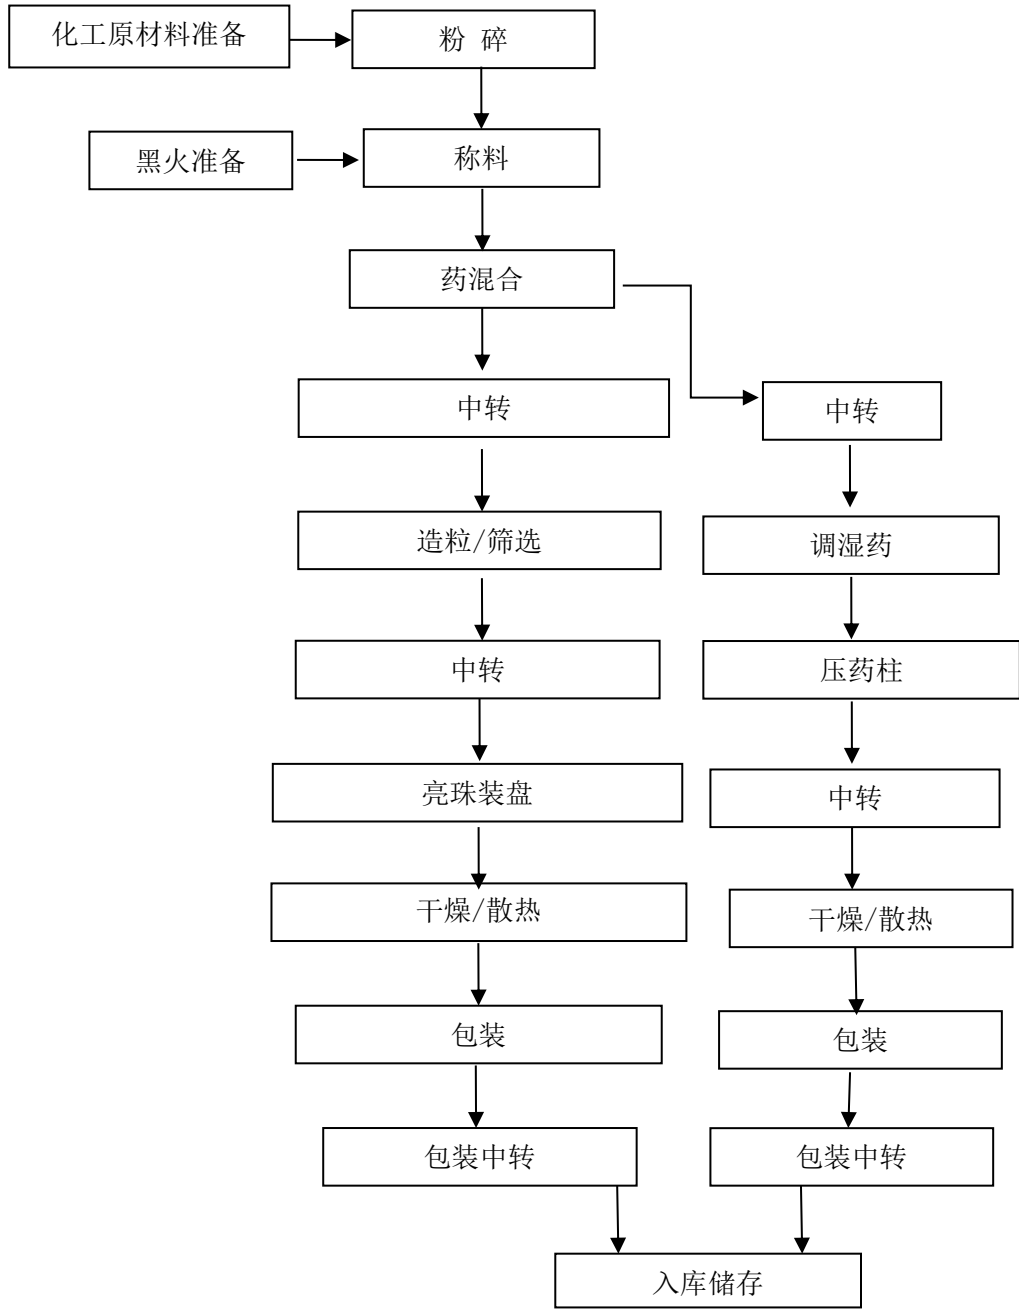 化工原材料准备
粉 碎
黑火准备
称料
药混合
中转
中转
造粒/筛选
调湿药
中转
压药柱
亮珠装盘
中转
干燥/散热
干燥/散热
包装
包装
包装中转
包装中转
入库储存